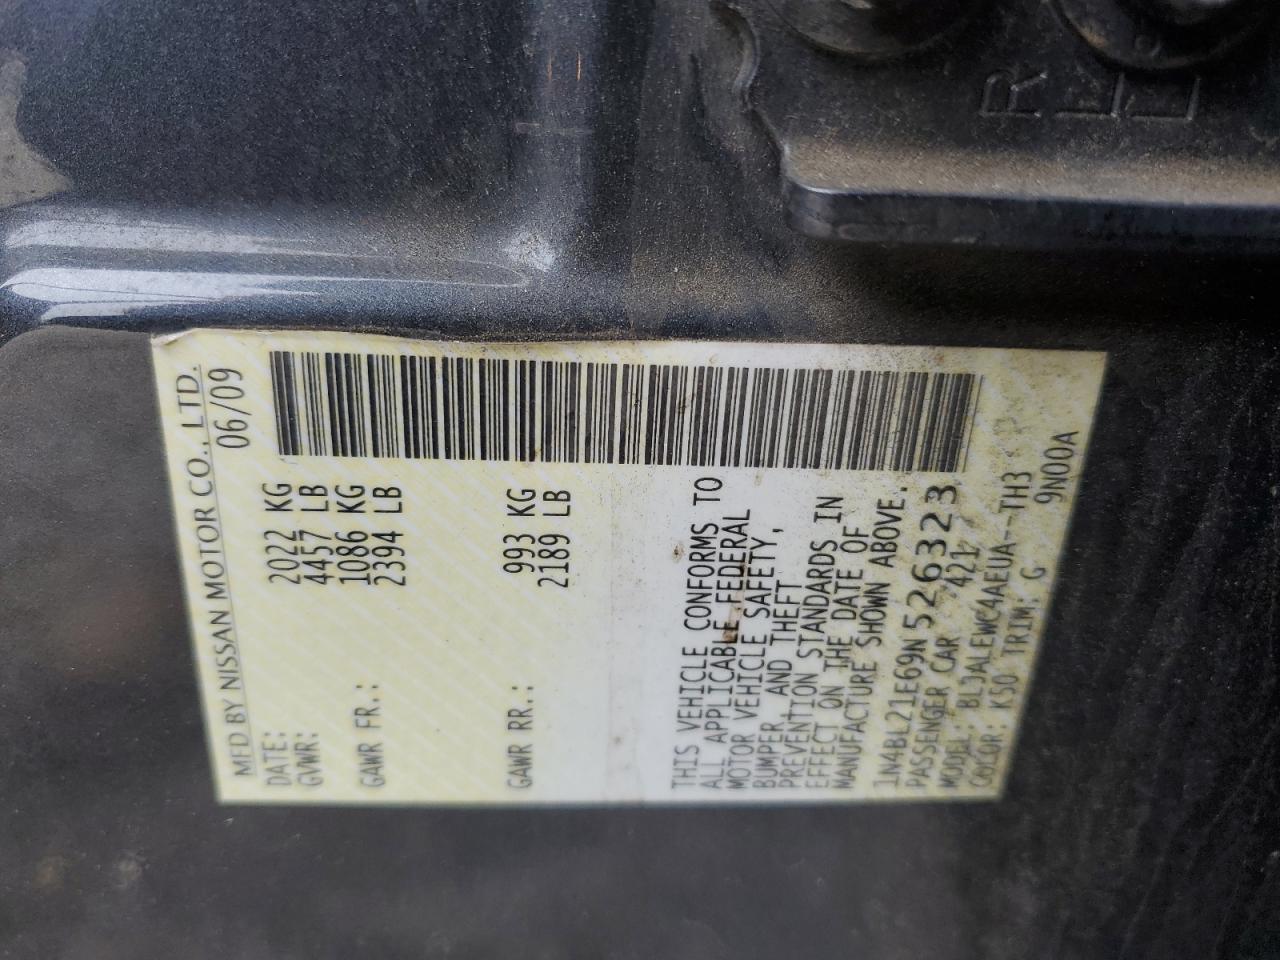 MFD BY NISSAN MOTOR CO., LTD.
DATE: 06/09
GVWR: 2022 KG
4457 LB
GAWR FR.: 1086 KG
2394 LB
GAWR RR.: 993 KG
2189 LB
THIS VEHICLE CONFORMS TO
ALL APPLICABLE FEDERAL
MOTOR VEHICLE SAFETY,
BUMPER, AND THEFT
PREVENTION STANDARDS IN
EFFECT ON THE DATE OF
MANUFACTURE SHOWN ABOVE.
1N4BL21E69N526323
PASSENGER CAR 421
MODEL: BL3ALEWC4AEUA--TH3
COLOR: K50 TRIM: G 9N00A
R